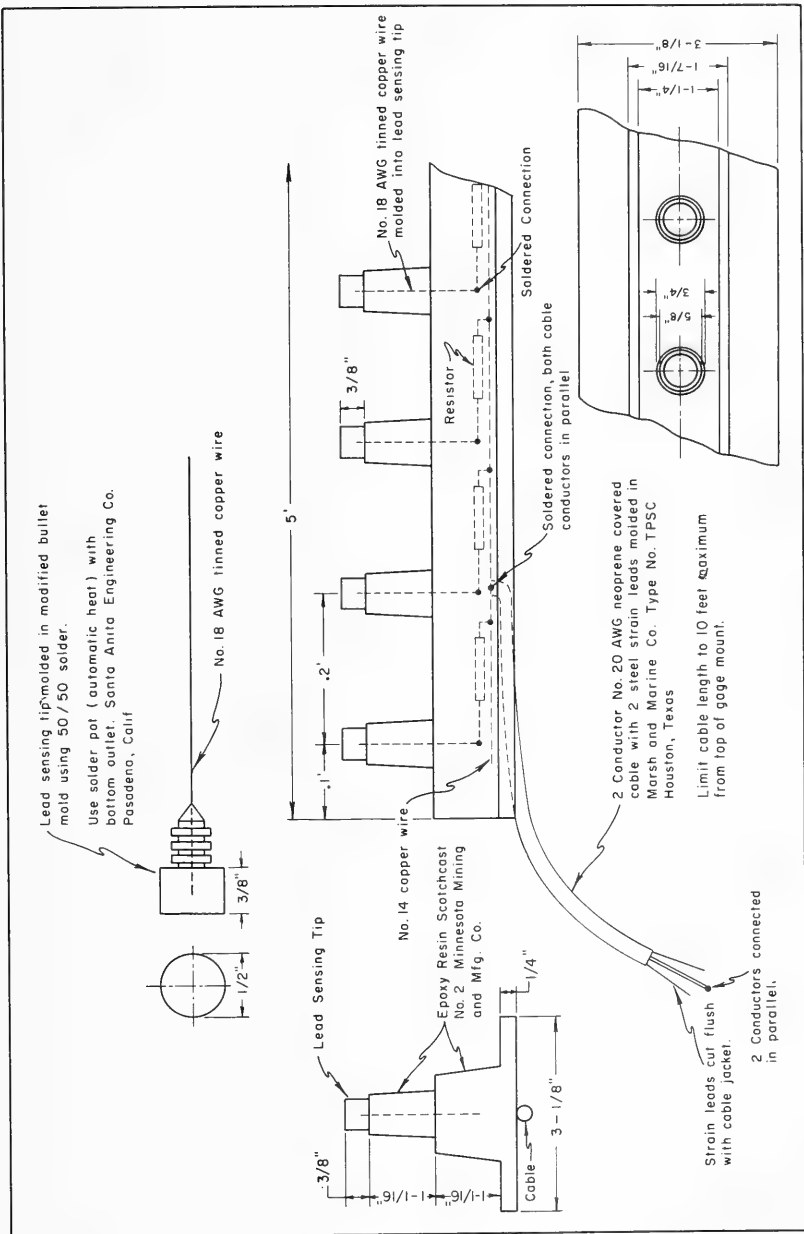 Lead sensing tip molded in modified bullet
mold using 50/50 solder.
Use solder pot (automatic heat) with
bottom outlet. Santa Anita Engineering Co.
Pasadena, Calif
No. 18 AWG tinned copper wire
3/8"
1/2"
5'
.2'
.1'
3/8"
No. 18 AWG tinned copper wire
molded into lead sensing tip
Resistor
Soldered Connection
Soldered connection, both cable
conductors in parallel
No. 14 copper wire
Lead Sensing Tip
Epoxy Resin Scotchcast
No. 2 Minnesota Mining
and Mfg. Co.
3/8"
1-1/16"
1-1/16"
1/4"
Cable
3-1/8"
2 Conductor No. 20 AWG neoprene covered
cable with 2 steel strain leads molded in
Marsh and Marine Co. Type No. TPSC
Houston, Texas
Limit cable length to 10 feet maximum
from top of gage mount.
Strain leads cut flush
with cable jacket.
2 Conductors connected
in parallel.
5/8"
3/4"
1-1/4"
1-7/16"
3-1/8"